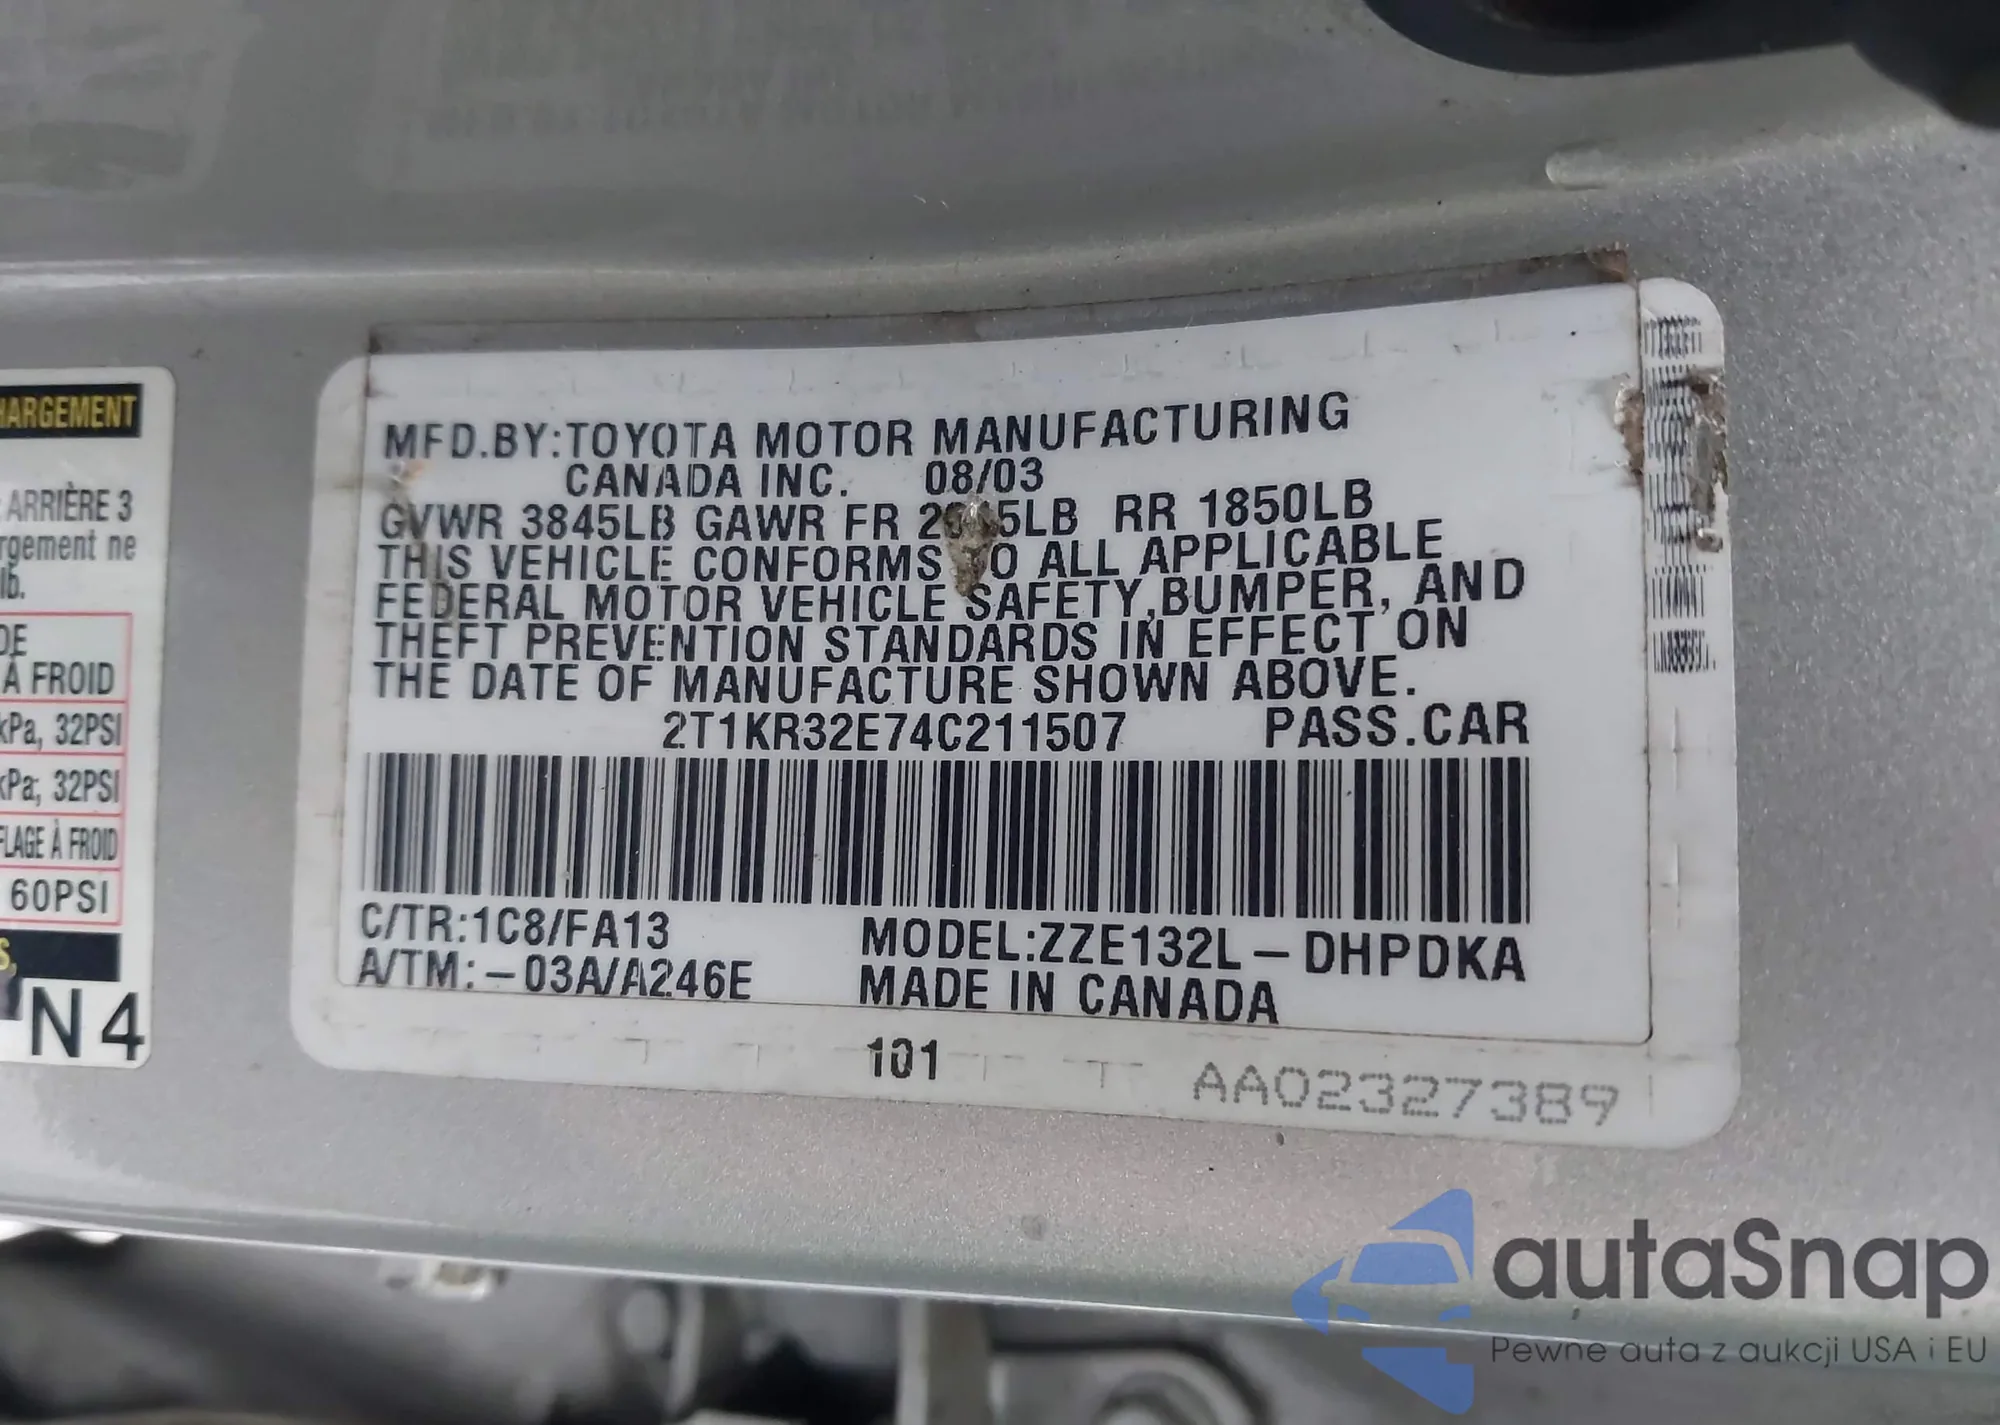 HARGEMENT
ARRIÈRE 3
rgement ne
lb.
DE
À FROID
kPa, 32PSI
kPa, 32PSI
FLAGE À FROID
60PSI
S,
N4
MFD.BY:TOYOTA MOTOR MANUFACTURING
CANADA INC. 08/03
GVWR 3845LB GAWR FR RR 1850LB
THIS VEHICLE CONFORMS TO ALL APPLICABLE
FEDERAL MOTOR VEHICLE SAFETY,BUMPER, AND
THEFT PREVENTION STANDARDS IN EFFECT ON
THE DATE OF MANUFACTURE SHOWN ABOVE.
2T1KR32E74C211507 PASS.CAR
C/TR:1C8/FA13
A/TM:-03A/A246E
MODEL:ZZE132L-DHPDKA
MADE IN CANADA
101
AA02327389
autaSnap
Pewne auta z aukcji USA i EU